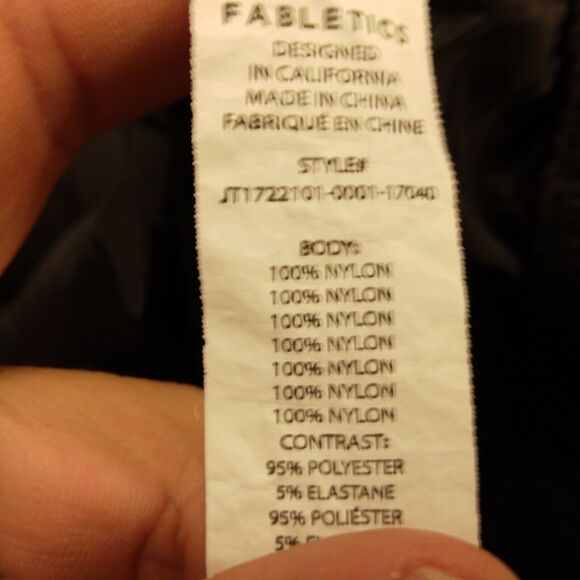 FABLETICS
DESIGNED
IN CALIFORNIA
MADE IN CHINA
FABRIQUÉ EN CHINE
STYLE#
JT1722101-0001-17040
BODY:
100% NYLON
100% NYLON
100% NYLON
100% NYLON
100% NYLON
100% NYLON
100% NYLON
CONTRAST:
95% POLYESTER
5% ELASTANE
95% POLIÉSTER
5%